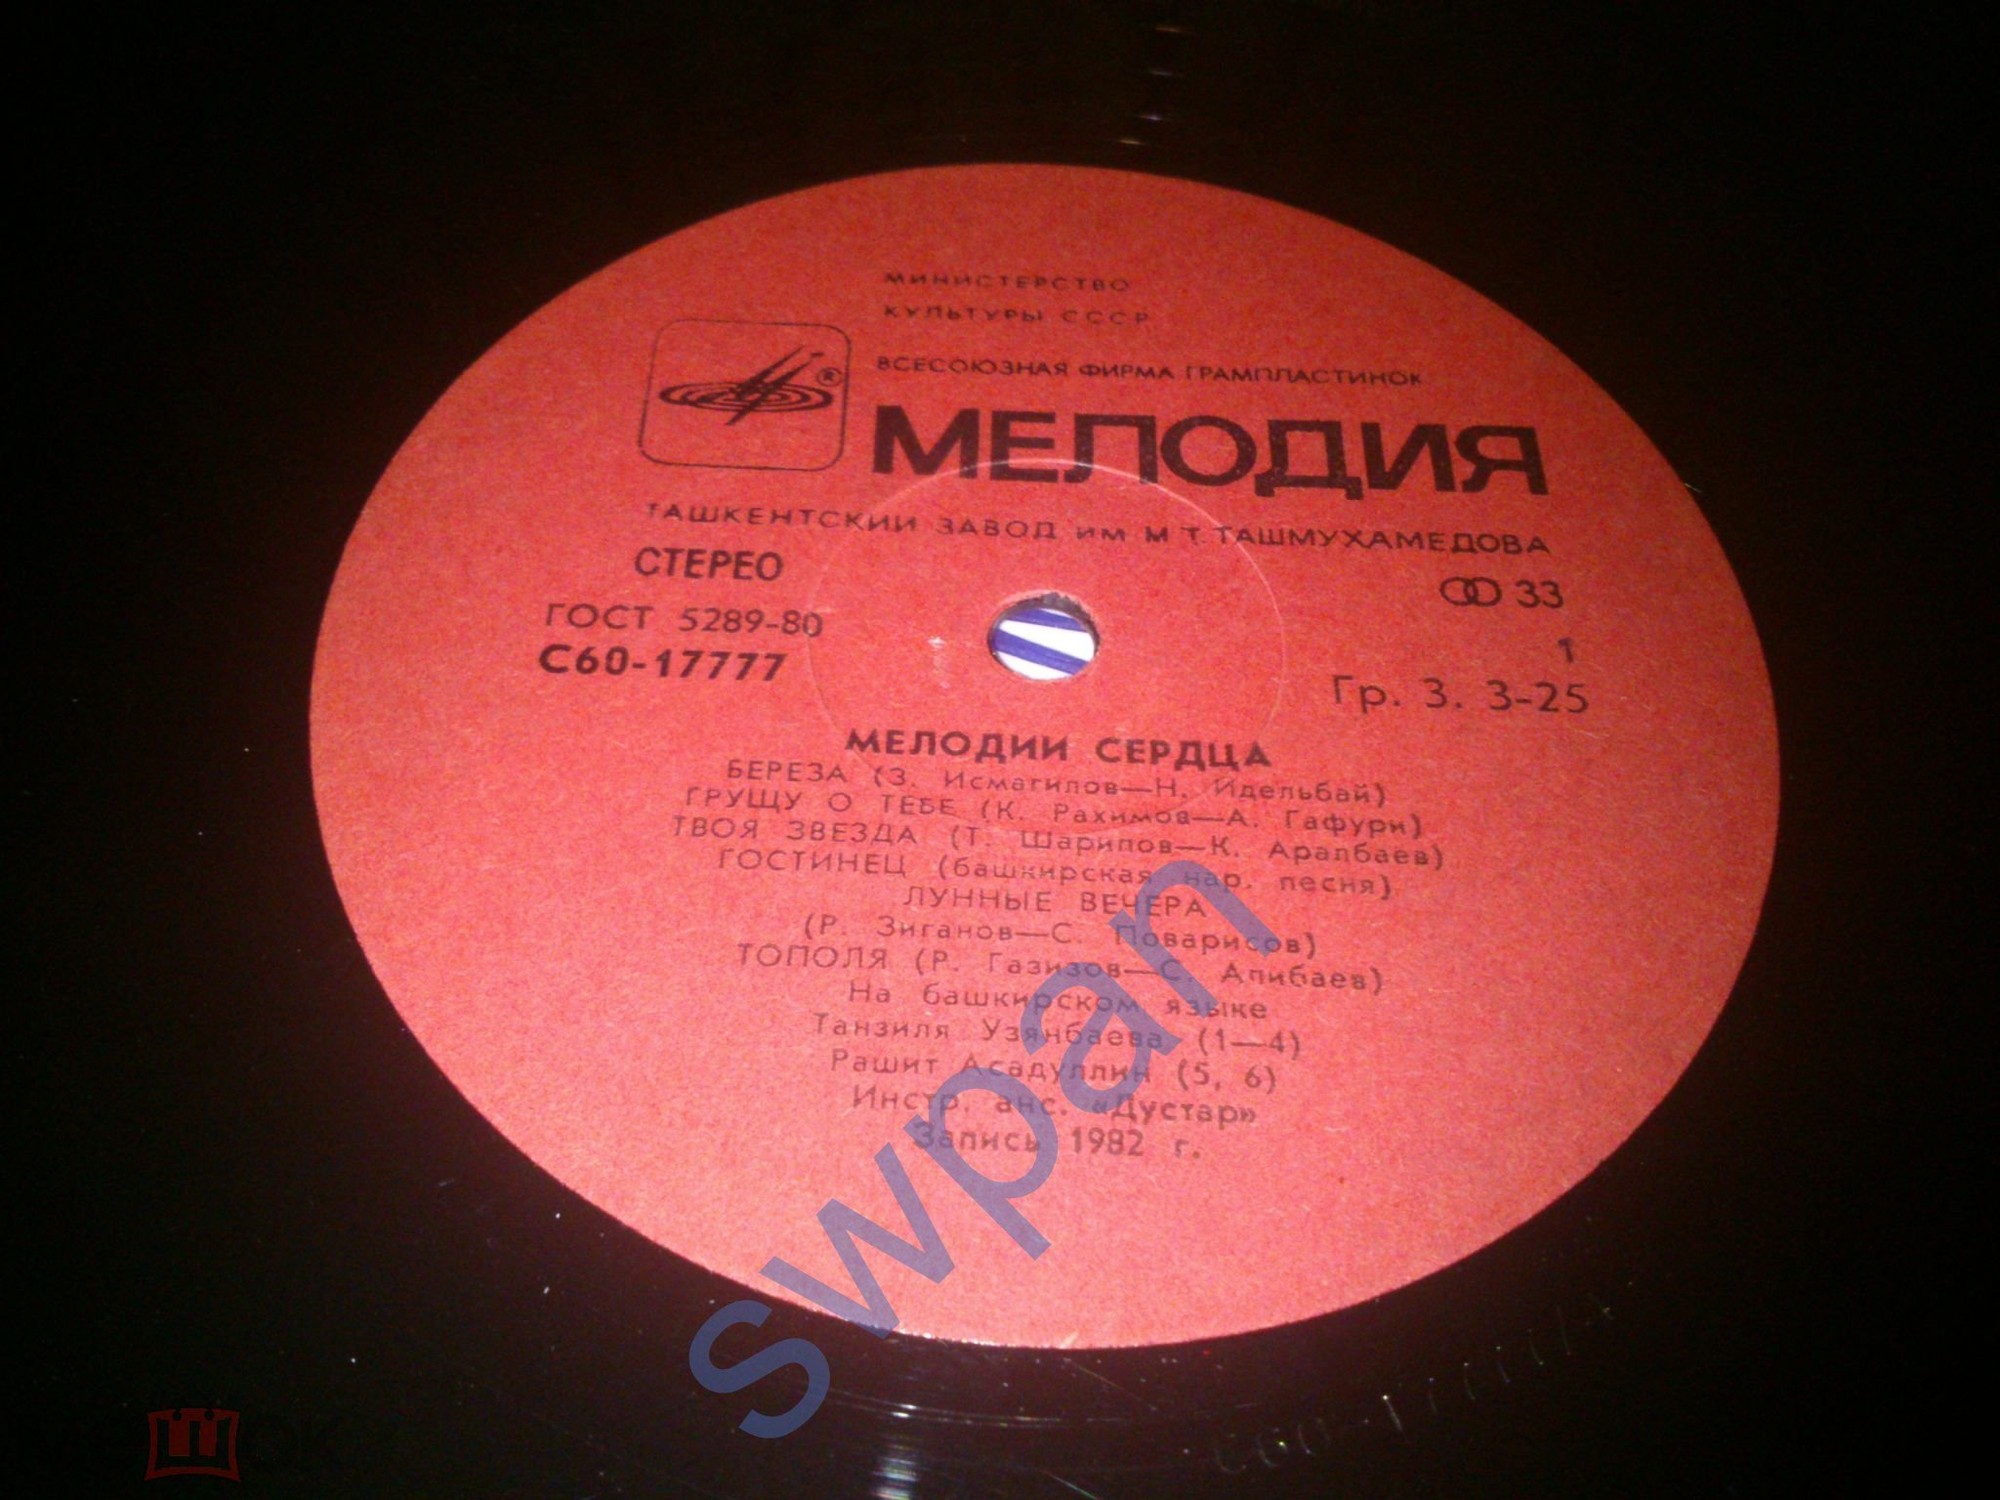 МИНИСТЕРСТВО
КУЛЬТУРЫ СССР
ВСЕСОЮЗНАЯ ФИРМА ГРАМПЛАСТИНОК
®
МЕЛОДИЯ
ТАШКЕНТСКИЙ ЗАВОД им М Т. ТАШМУХАМЕДОВА
СТЕРЕО
33
ГОСТ 5289-80
1
С60-17777
Гр. 3. 3-25
МЕЛОДИИ СЕРДЦА
БЕРЕЗА (З. Исмагилов—Н. Идельбай)
ГРУЩУ О ТЕБЕ (К. Рахимов—А. Гафури)
ТВОЯ ЗВЕЗДА (Т. Шарипов—К. Аралбаев)
ГОСТИНЕЦ (башкирская нар. песня)
ЛУННЫЕ ВЕЧЕРА
(Р. Зиганов—С. Поварисов)
ТОПОЛЯ (Р. Газизов—С. Алибаев)
На башкирском языке
Танзиля Узянбаева (1—4)
Рашит Асадуллин (5, 6)
Инстр. анс. «Дустар»
Запись 1982 г.
swpan